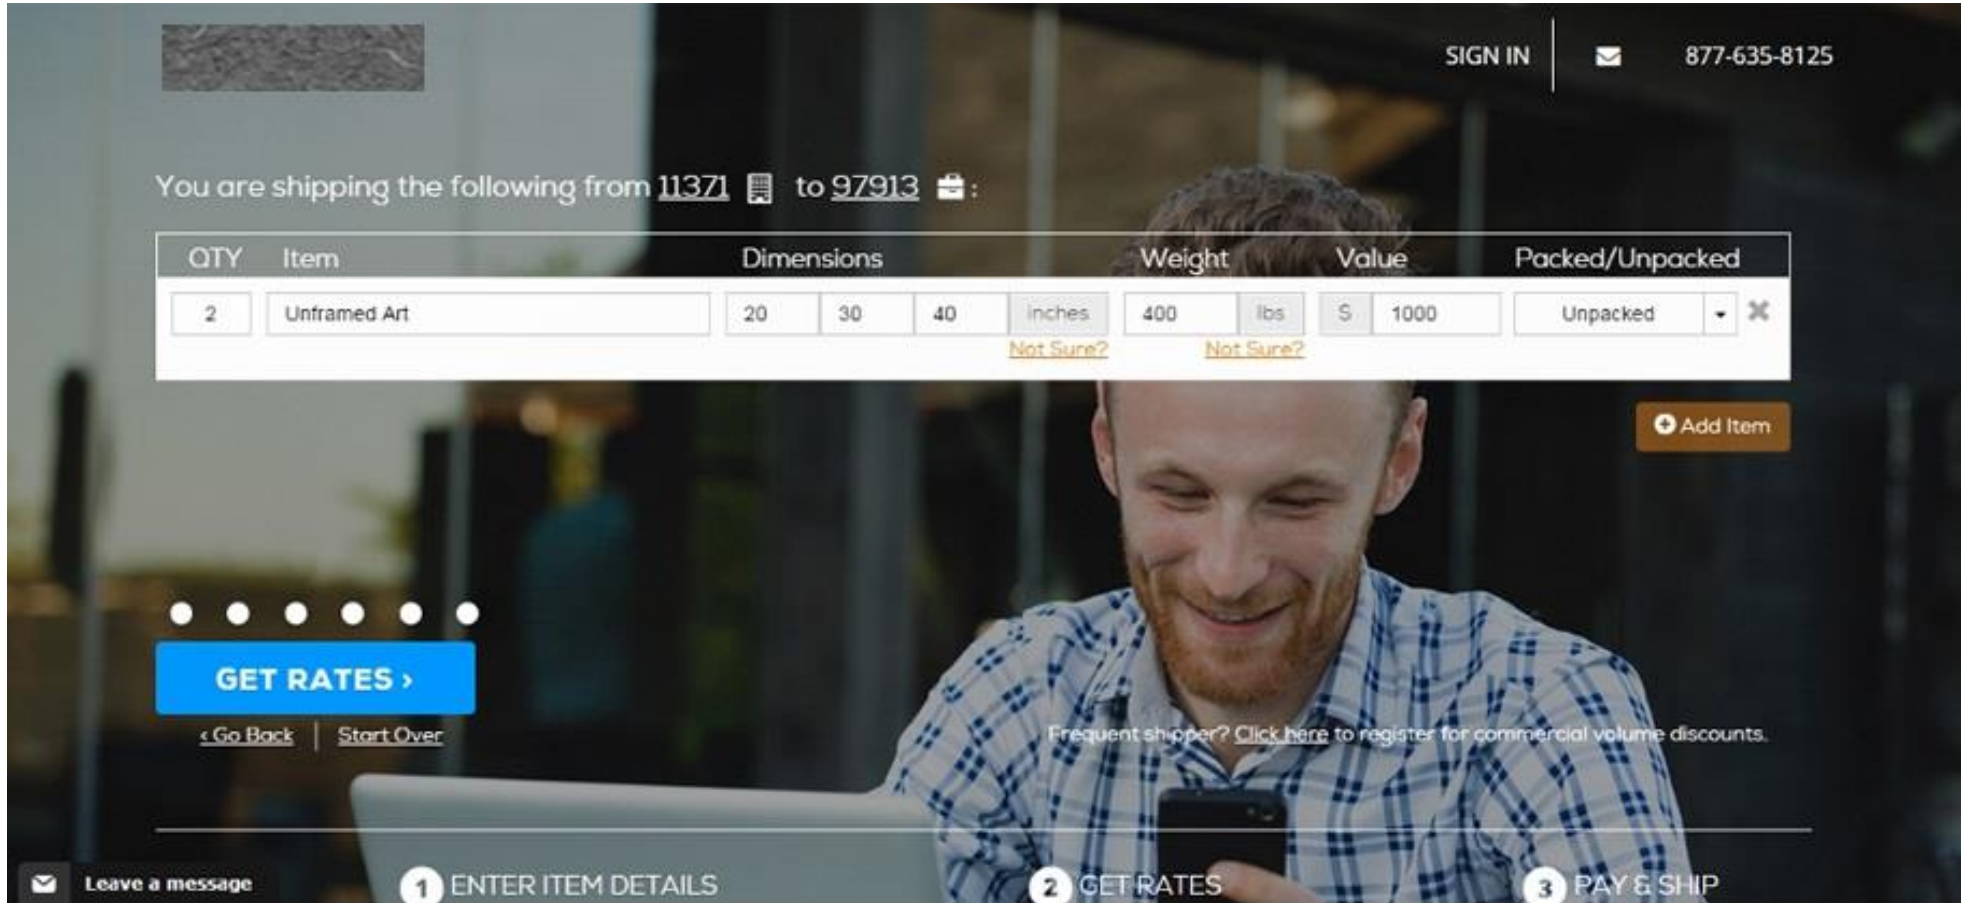 SIGN IN 877-635-8125
You are shipping the following from 11371 to 97913 :
QTY Item Dimensions Weight Value Packed/Unpacked
2 Unframed Art 20 30 40 inches 400 lbs $ 1000 Unpacked
Not Sure? Not Sure?
Add Item
GET RATES ›
‹ Go Back | Start Over
Frequent shipper? Click here to register for commercial volume discounts.
Leave a message
1 ENTER ITEM DETAILS 2 GET RATES 3 PAY & SHIP